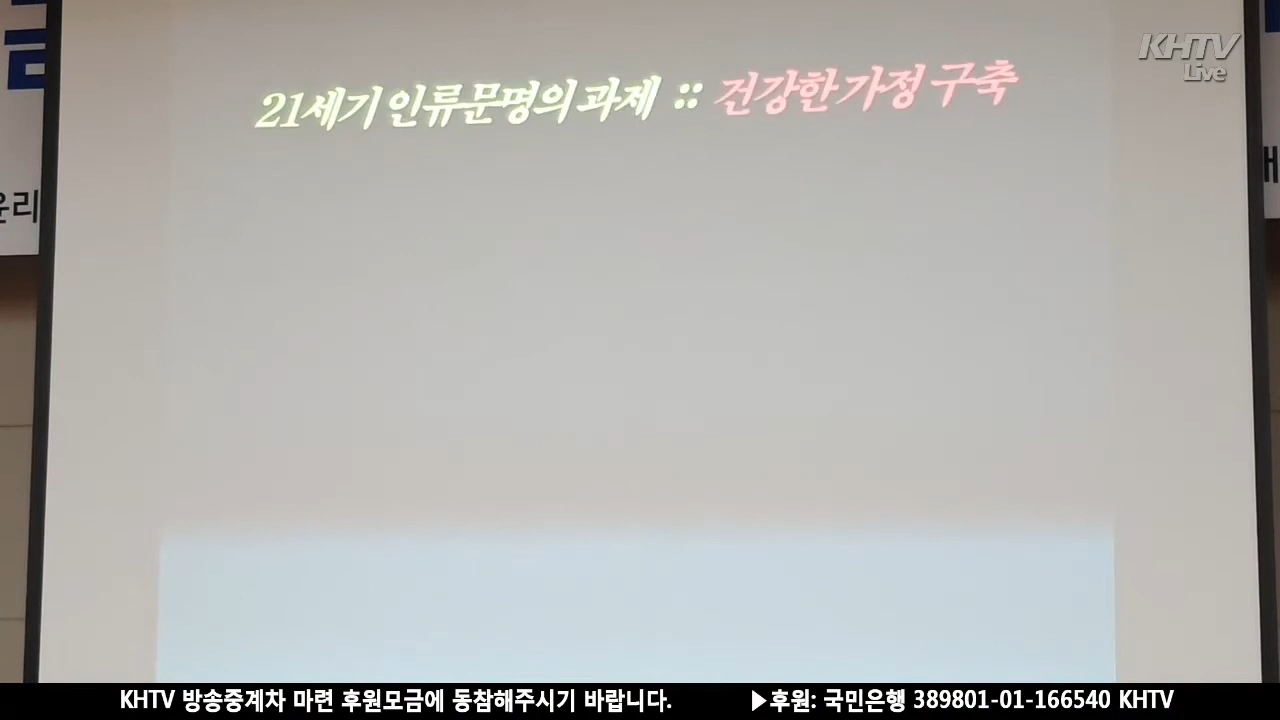 KHTV
Live
21세기 인류문명의 과제 :: 건강한 가정 구축
윤리
KHTV 방송중계차 마련 후원모금에 동참해주시기 바랍니다. ▶후원: 국민은행 389801-01-166540 KHTV